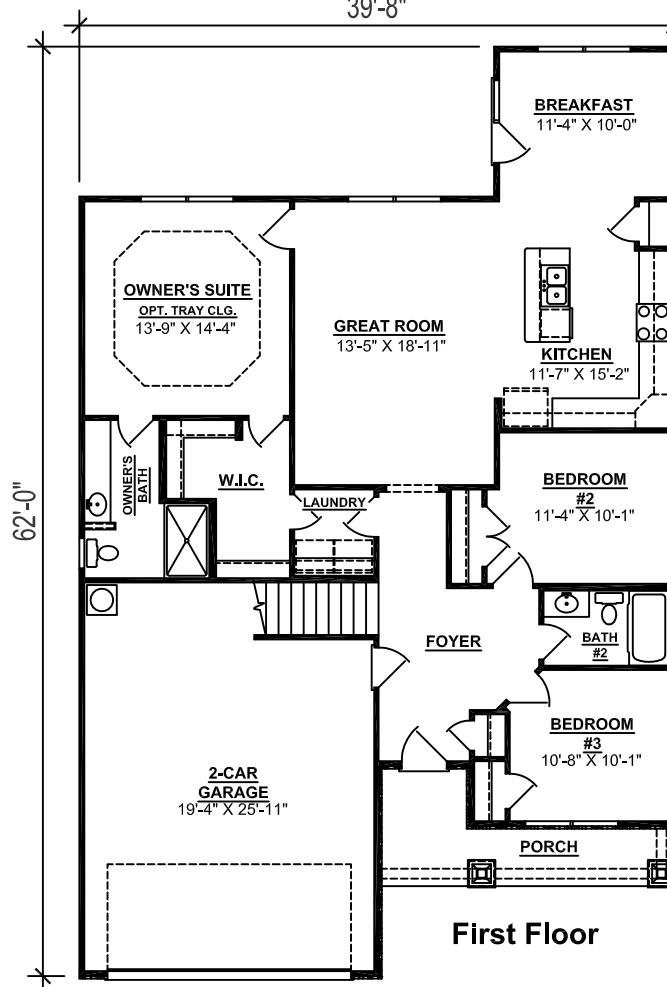 39'-8"
BREAKFAST
11'-4" X 10'-0"
OWNER'S SUITE
OPT. TRAY CLG.
13'-9" X 14'-4"
GREAT ROOM
13'-5" X 18'-11"
KITCHEN
11'-7" X 15'-2"
62'-0"
OWNER'S
BATH
W.I.C.
LAUNDRY
BEDROOM
#2
11'-4" X 10'-1"
FOYER
BATH
#2
BEDROOM
#3
10'-8" X 10'-1"
2-CAR
GARAGE
19'-4" X 25'-11"
PORCH
First Floor